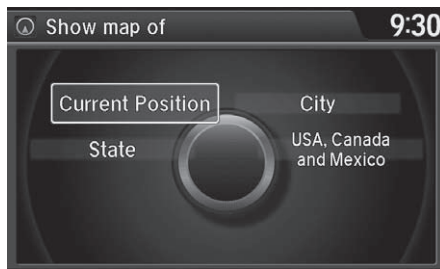 Show map of
9:30
Current Position
City
State
USA, Canada
and Mexico